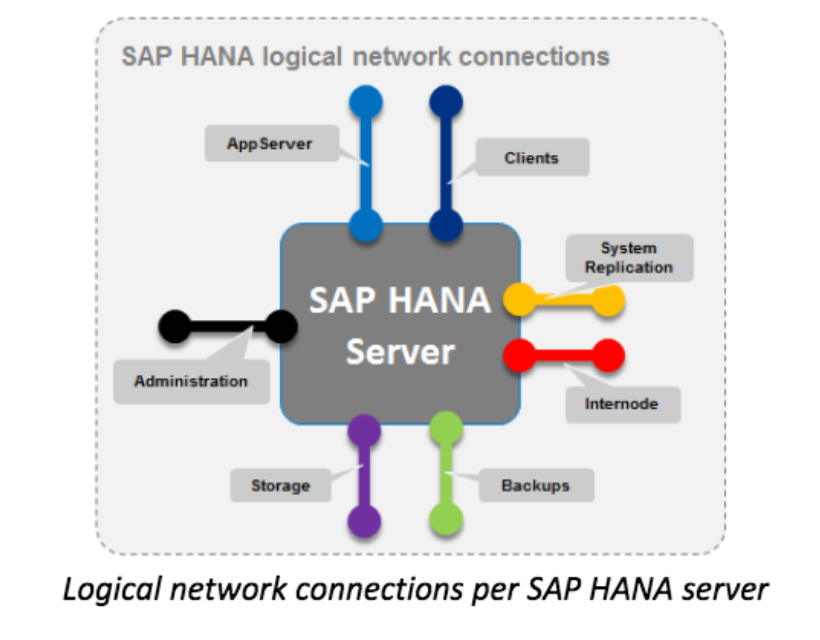 SAP HANA logical network connections
AppServer
Clients
System
Replication
SAP HANA
Server
Administration
Internode
Storage
Backups
Logical network connections per SAP HANA server